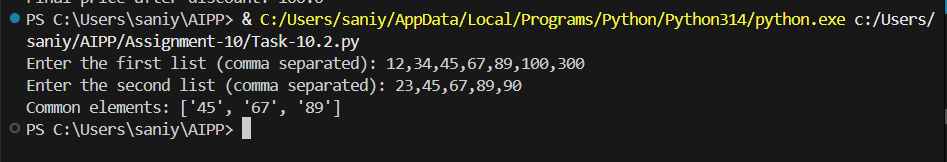 PS C:\Users\saniy\AIPP> & C:/Users/saniy/AppData/Local/Programs/Python/Python314/python.exe c:/Users/
saniy/AIPP/Assignment-10/Task-10.2.py
Enter the first list (comma separated): 12,34,45,67,89,100,300
Enter the second list (comma separated): 23,45,67,89,90
Common elements: ['45', '67', '89']
PS C:\Users\saniy\AIPP>